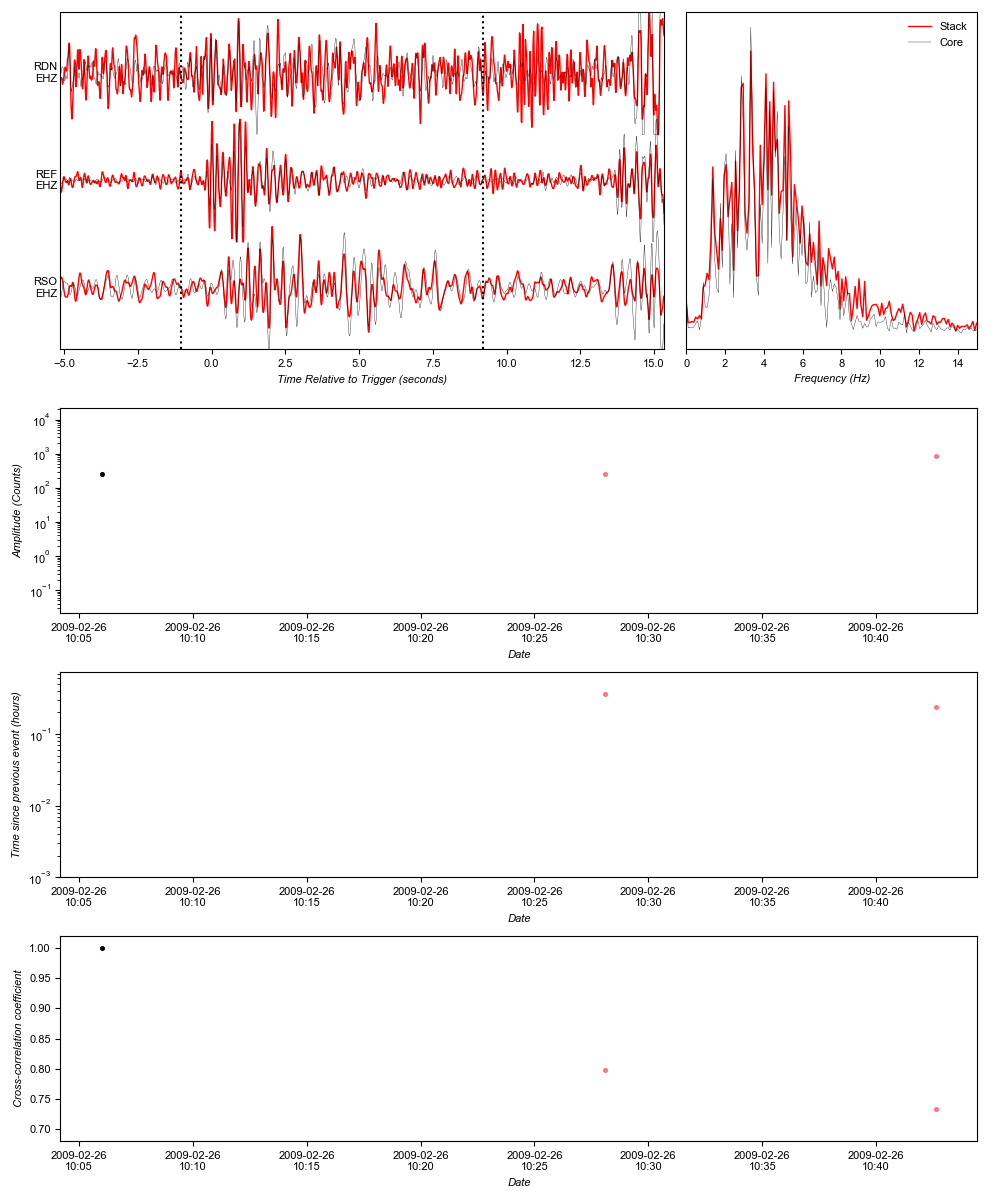 RDN
EHZ
REF
EHZ
RSO
EHZ
−5.0 −2.5 0.0 2.5 5.0 7.5 10.0 12.5 15.0
Time Relative to Trigger (seconds)
Stack
Core
0 2 4 6 8 10 12 14
Frequency (Hz)
Amplitude (Counts)
10⁴
10³
10²
10¹
10⁰
10⁻¹
2009-02-26 2009-02-26 2009-02-26 2009-02-26 2009-02-26 2009-02-26 2009-02-26 2009-02-26
10:05 10:10 10:15 10:20 10:25 10:30 10:35 10:40
Date
Time since previous event (hours)
10⁻¹
10⁻²
10⁻³
2009-02-26 2009-02-26 2009-02-26 2009-02-26 2009-02-26 2009-02-26 2009-02-26 2009-02-26
10:05 10:10 10:15 10:20 10:25 10:30 10:35 10:40
Date
Cross-correlation coefficient
1.00
0.95
0.90
0.85
0.80
0.75
0.70
2009-02-26 2009-02-26 2009-02-26 2009-02-26 2009-02-26 2009-02-26 2009-02-26 2009-02-26
10:05 10:10 10:15 10:20 10:25 10:30 10:35 10:40
Date